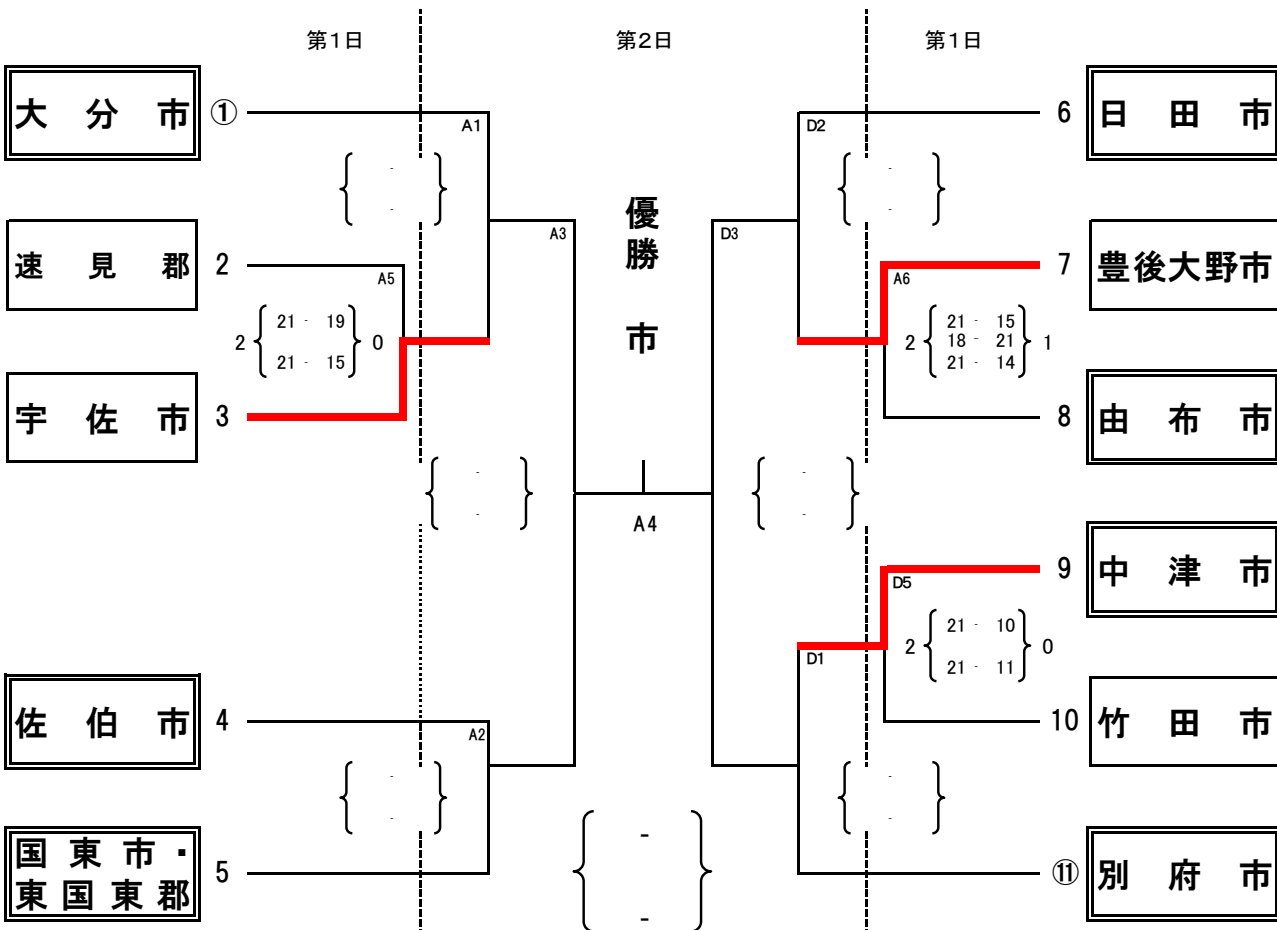 第1日 第2日 第1日
大分市 ① A1 D2 6 日田市
{ - - } { - - }
速見郡 2 A5 A3 優勝市 D3 A6 7 豊後大野市
2 { 21 - 19 21 - 15 } 0
2 { 21 - 15 18 - 21 21 - 14 } 1
宇佐市 3 8 由布市
{ - - } A4 { - - }
D5 9 中津市
2 { 21 - 10 21 - 11 } 0
D1
佐伯市 4 A2 10 竹田市
{ - - } { - - }
国東市・
東国東郡 5 { - - } ⑪ 別府市